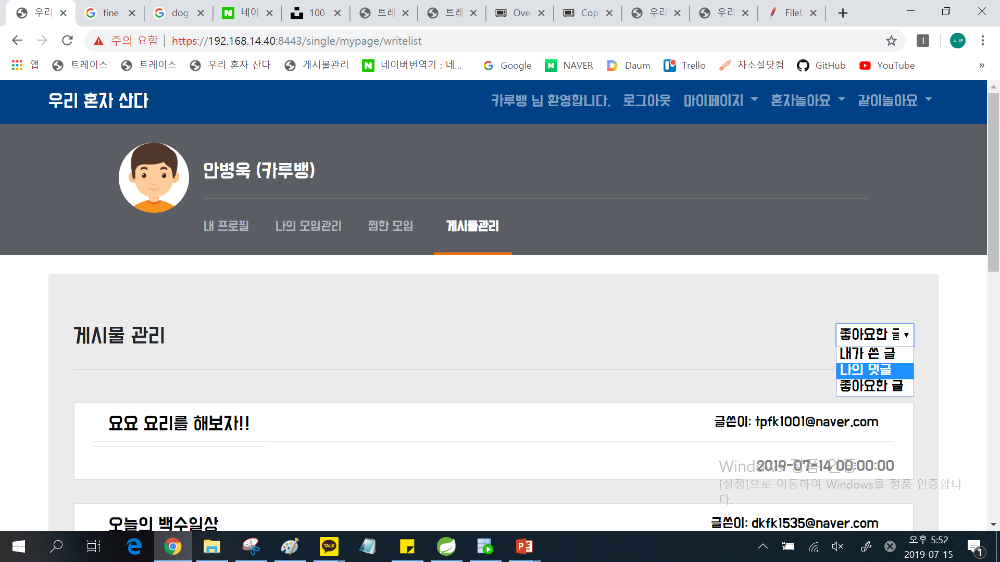 우리 fine dog 네이 100 트레 트레 Over Cop 우리 우리 FileU
주의 요함 | https://192.168.14.40:8443/single/mypage/writelist ㅅㄹ
앱 트레이스 트레이스 우리 혼자 산다 게시물관리 네이버번역기 : 네... Google NAVER Daum Trello 자소설닷컴 GitHub YouTube »
우리 혼자 산다 카루뱅 님 환영합니다. 로그아웃 마이페이지 혼자놀아요 같이놀아요
안병욱 (카루뱅)
내 프로필 나의 모임관리 찜한 모임 게시물관리
게시물 관리 좋아요한 글
내가 쓴 글
나의 댓글
좋아요한 글
요요 요리를 해보자!! 글쓴이: tpfk1001@naver.com
2019-07-14 00:00:00
Windows 정품 인증
[설정]으로 이동하여 Windows를 정품 인증합니
다.
오늘의 백수일상 글쓴이: dkfk1535@naver.com
TALK
오후 5:52
2019-07-15
1